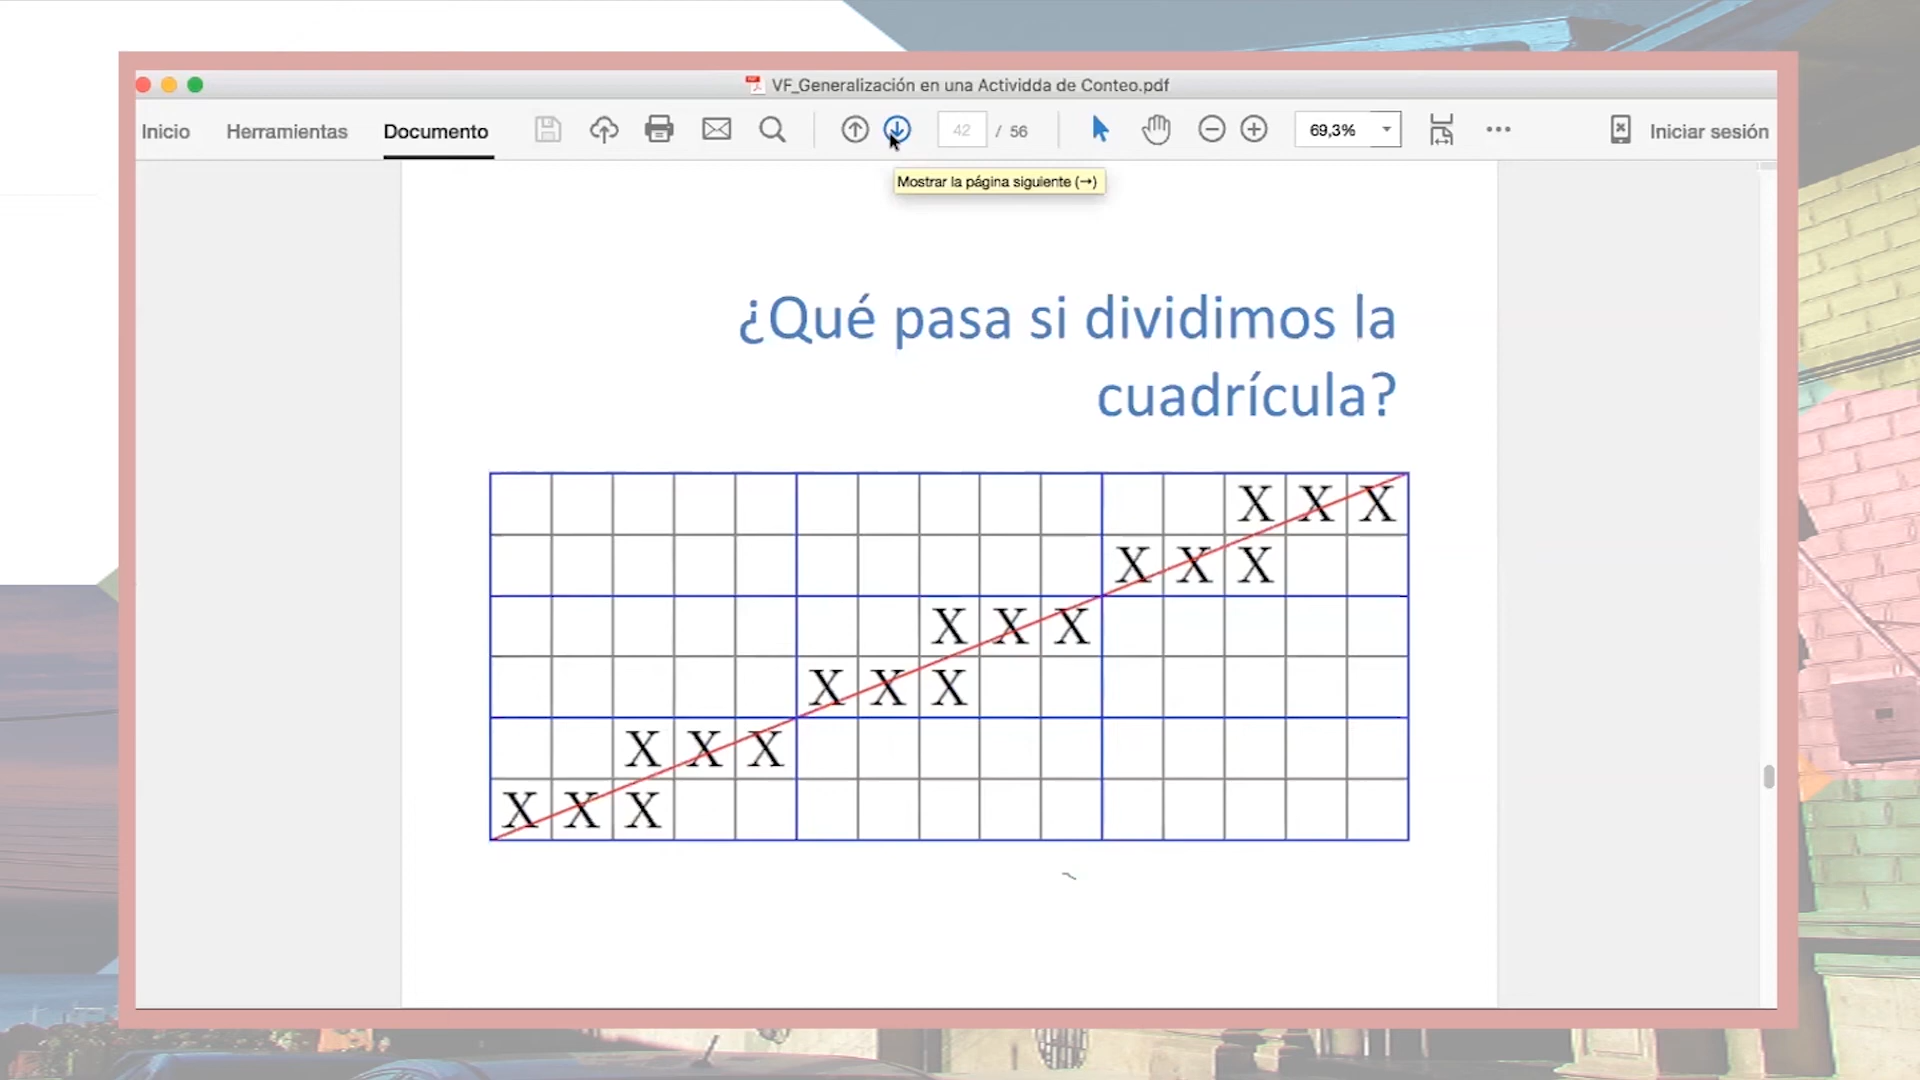 VF_Generalización en una Actividda de Conteo.pdf
Inicio Herramientas Documento 42 / 56 69,3% Iniciar sesión
Mostrar la página siguiente (→)
¿Qué pasa si dividimos la
cuadrícula?
X X X
X X X
X X X
X X X
X X X
X X X